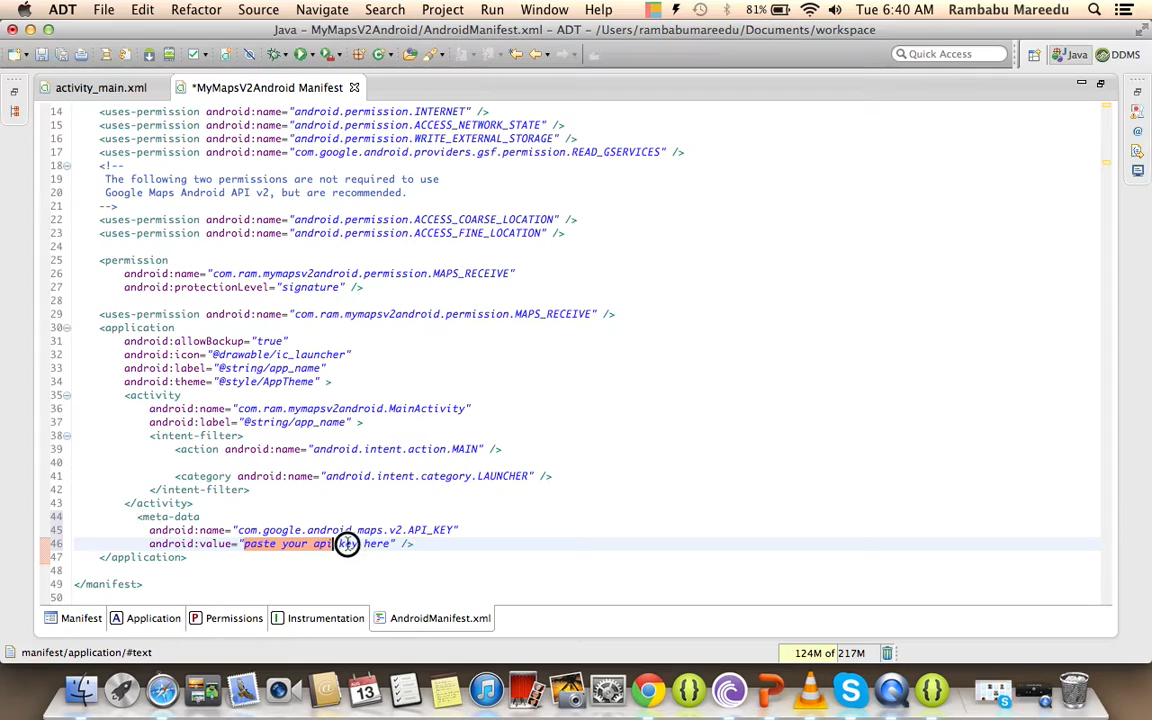 ADT File Edit Refactor Source Navigate Search Project Run Window Help 81% Tue 6:40 AM Rambabu Mareedu
Java - MyMapsV2Android/AndroidManifest.xml - ADT - /Users/rambabumareedu/Documents/workspace
Quick Access Java DDMS
activity_main.xml *MyMapsV2Android Manifest
14 <uses-permission android:name="android.permission.INTERNET" />
15 <uses-permission android:name="android.permission.ACCESS_NETWORK_STATE" />
16 <uses-permission android:name="android.permission.WRITE_EXTERNAL_STORAGE" />
17 <uses-permission android:name="com.google.android.providers.gsf.permission.READ_GSERVICES" />
18 <!--
19 The following two permissions are not required to use
20 Google Maps Android API v2, but are recommended.
21 -->
22 <uses-permission android:name="android.permission.ACCESS_COARSE_LOCATION" />
23 <uses-permission android:name="android.permission.ACCESS_FINE_LOCATION" />
24
25 <permission
26 android:name="com.ram.mymapsv2android.permission.MAPS_RECEIVE"
27 android:protectionLevel="signature" />
28
29 <uses-permission android:name="com.ram.mymapsv2android.permission.MAPS_RECEIVE" />
30 <application
31 android:allowBackup="true"
32 android:icon="@drawable/ic_launcher"
33 android:label="@string/app_name"
34 android:theme="@style/AppTheme" >
35 <activity
36 android:name="com.ram.mymapsv2android.MainActivity"
37 android:label="@string/app_name" >
38 <intent-filter>
39 <action android:name="android.intent.action.MAIN" />
40
41 <category android:name="android.intent.category.LAUNCHER" />
42 </intent-filter>
43 </activity>
44 <meta-data
45 android:name="com.google.android.maps.v2.API_KEY"
46 android:value="paste your api key here" />
47 </application>
48
49 </manifest>
50
Manifest A Application P Permissions I Instrumentation AndroidManifest.xml
manifest/application/#text 124M of 217M
AUG
13